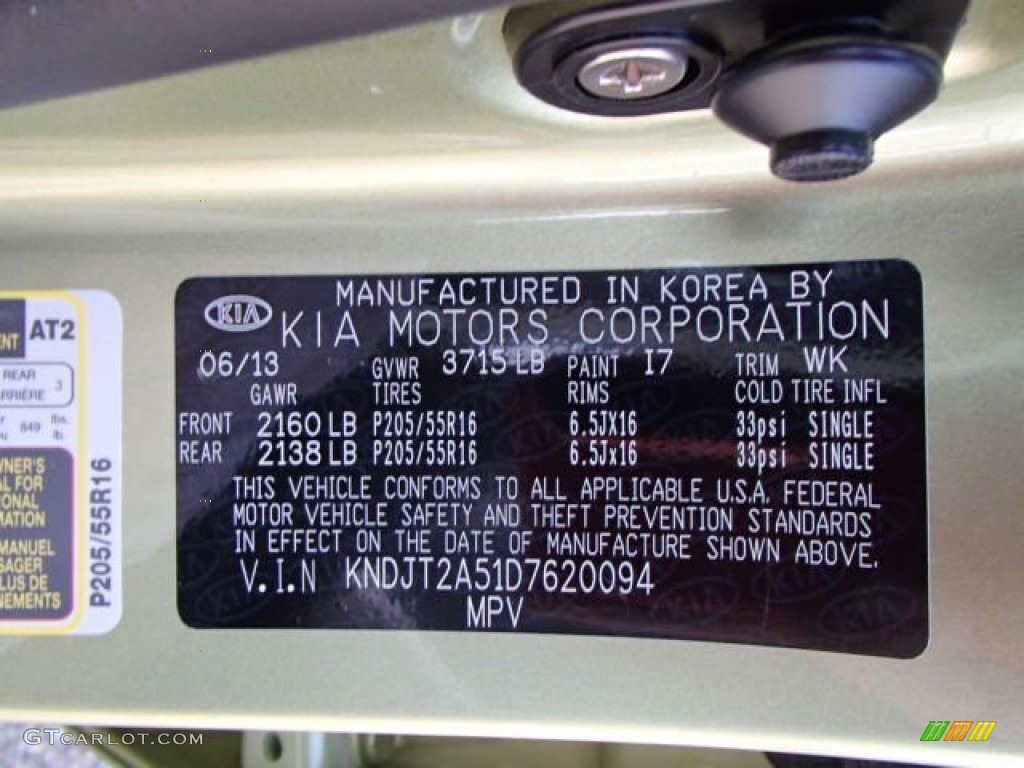 MANUFACTURED IN KOREA BY
KIA KIA MOTORS CORPORATION
06/13 GVWR 3715 LB PAINT I7 TRIM WK
GAWR TIRES RIMS COLD TIRE INFL
FRONT 2160 LB P205/55R16 6.5JX16 33psi SINGLE
REAR 2138 LB P205/55R16 6.5Jx16 33psi SINGLE
THIS VEHICLE CONFORMS TO ALL APPLICABLE U.S.A. FEDERAL
MOTOR VEHICLE SAFETY AND THEFT PREVENTION STANDARDS
IN EFFECT ON THE DATE OF MANUFACTURE SHOWN ABOVE.
V.I.N KNDJT2A51D7620094
MPV
AT2
REAR 3
849 lbs.
lb.
P205/55R16
GTCARLOT.COM